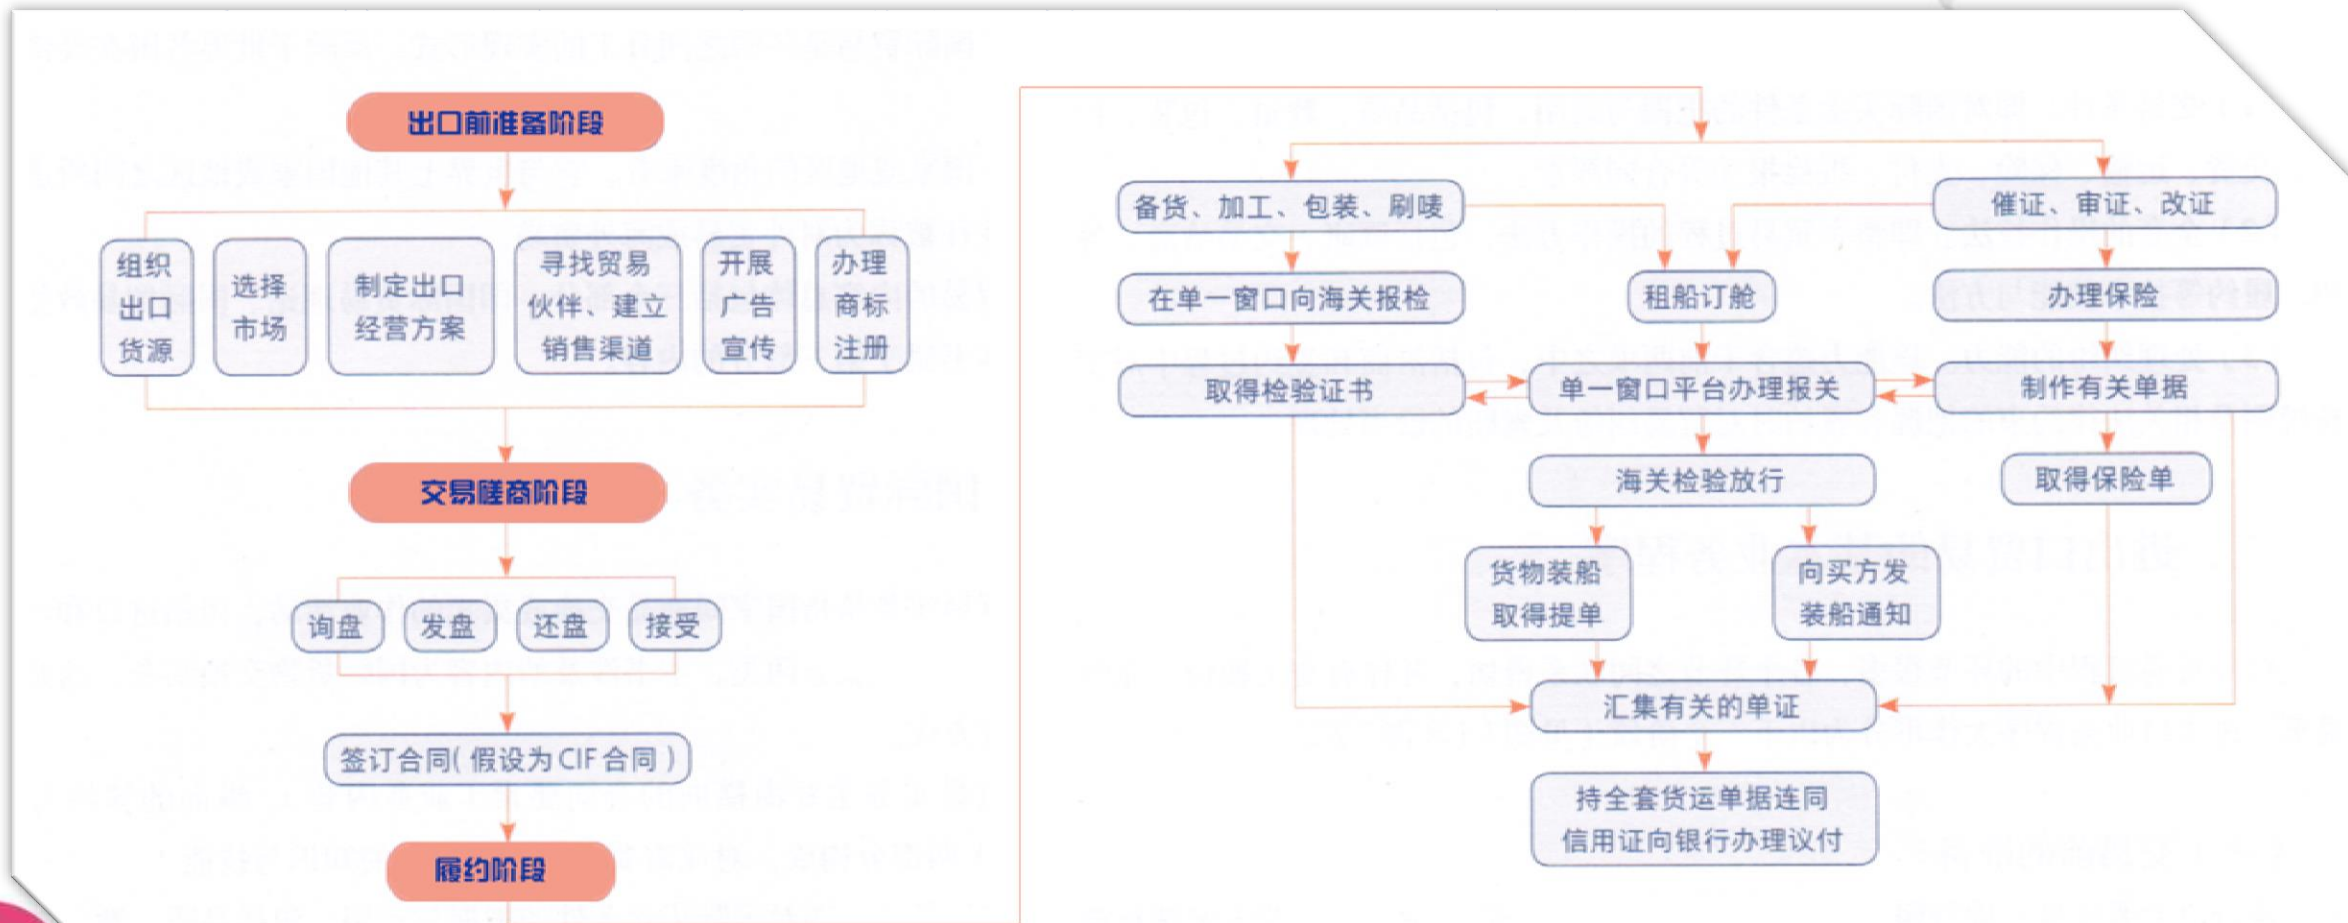 出口前准备阶段
组织
出口
货源
选择
市场
制定出口
经营方案
寻找贸易
伙伴、建立
销售渠道
开展
广告
宣传
办理
商标
注册
交易磋商阶段
询盘
发盘
还盘
接受
签订合同(假设为CIF合同)
履约阶段
备货、加工、包装、刷唛
催证、审证、改证
在单一窗口向海关报检
租船订舱
办理保险
取得检验证书
单一窗口平台办理报关
制作有关单据
海关检验放行
取得保险单
货物装船
取得提单
向买方发
装船通知
汇集有关的单证
持全套货运单据连同
信用证向银行办理议付